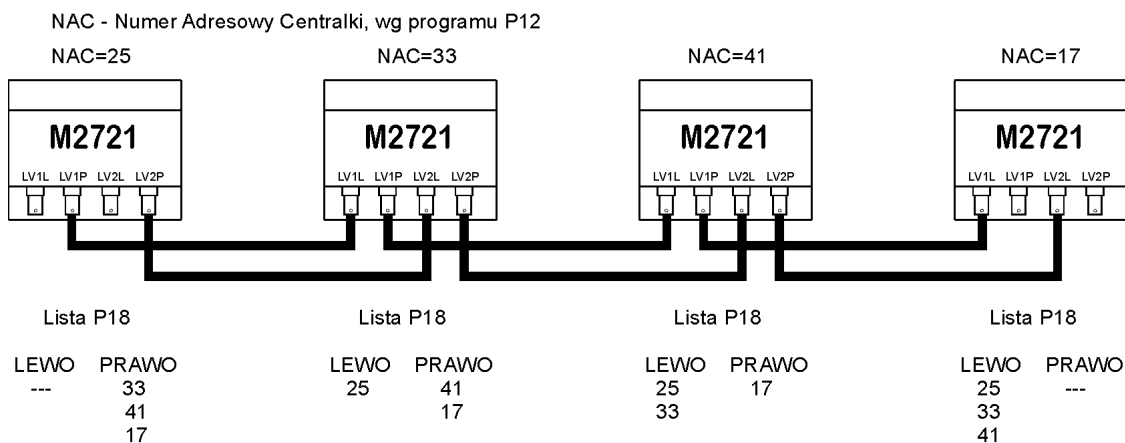 NAC - Numer Adresowy Centralki, wg programu P12
NAC=25 NAC=33 NAC=41 NAC=17
M2721 M2721 M2721 M2721
LV1L LV1P LV2L LV2P LV1L LV1P LV2L LV2P LV1L LV1P LV2L LV2P LV1L LV1P LV2L LV2P
Lista P18 Lista P18 Lista P18 Lista P18
LEWO PRAWO LEWO PRAWO LEWO PRAWO LEWO PRAWO
--- 33 25 41 25 17 25 ---
41 17 33 33
17 41